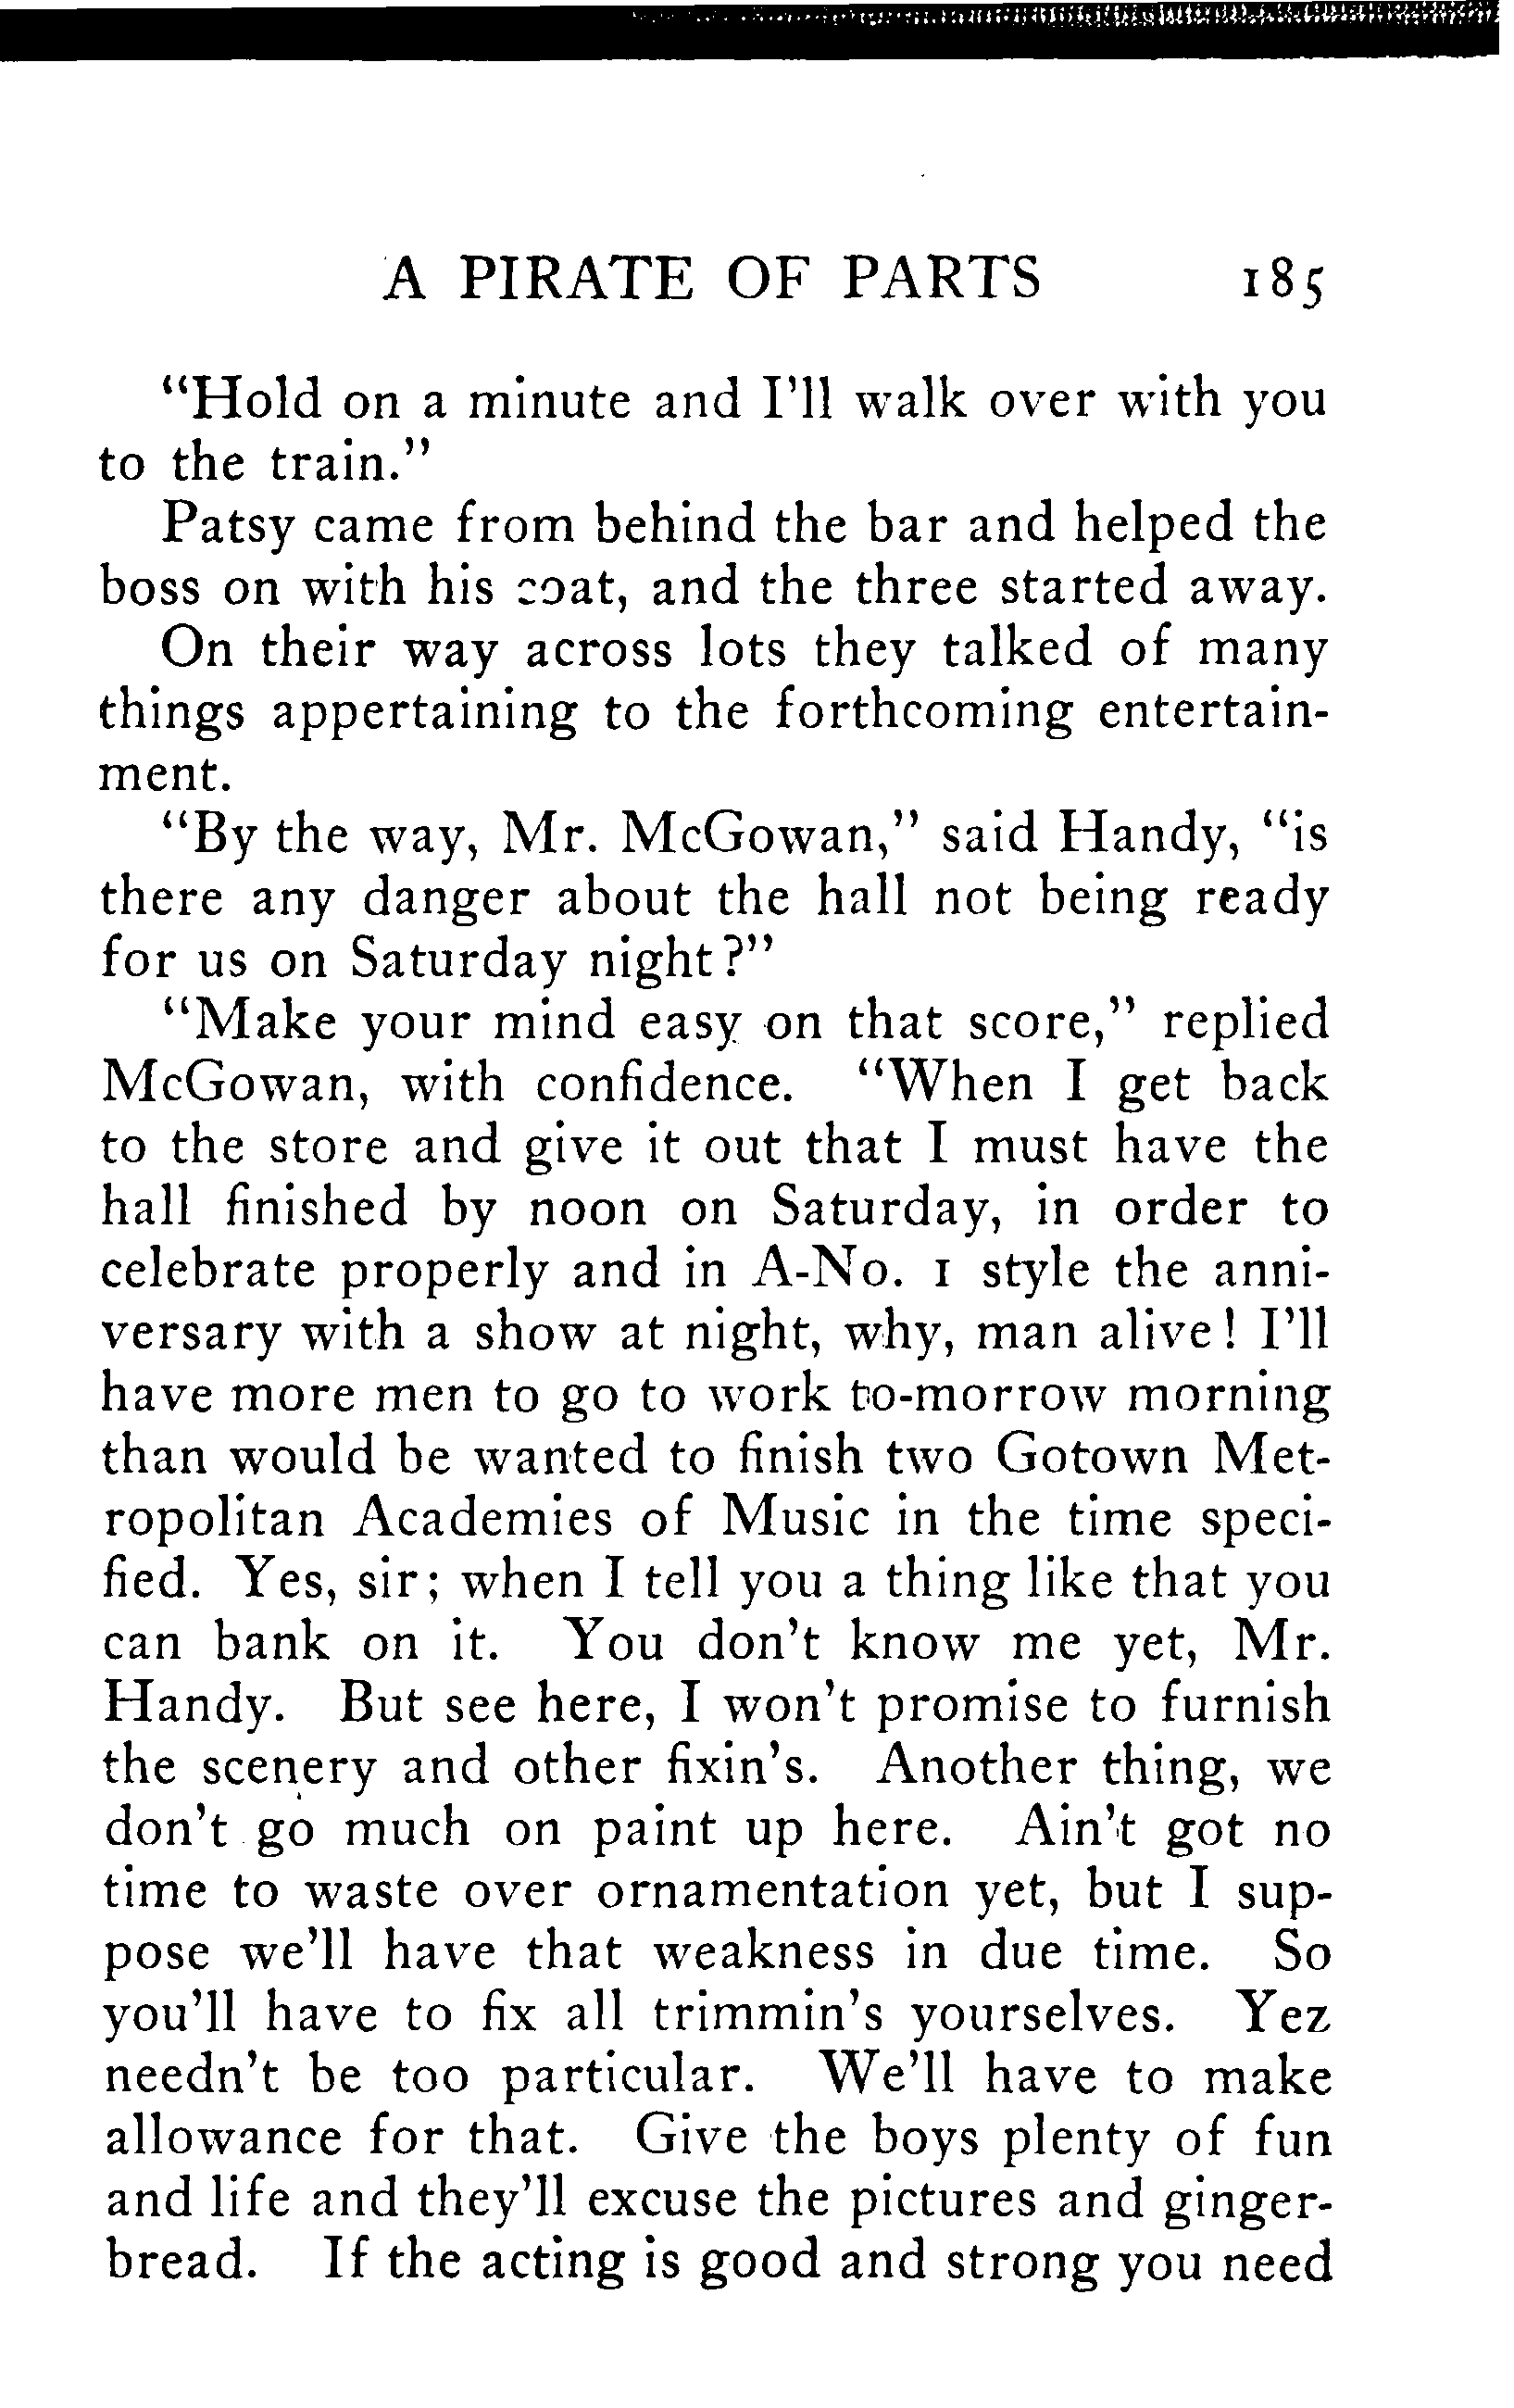 A PIRATE OF PARTS 185
"Hold on a minute and I'll walk over with you
to the train."
Patsy came from behind the bar and helped the
boss on with his coat, and the three started away.
On their way across lots they talked of many
things appertaining to the forthcoming entertain-
ment.
"By the way, Mr. McGowan," said Handy, "is
there any danger about the hall not being ready
for us on Saturday night?"
"Make your mind easy on that score," replied
McGowan, with confidence. "When I get back
to the store and give it out that I must have the
hall finished by noon on Saturday, in order to
celebrate properly and in A-No. 1 style the anni-
versary with a show at night, why, man alive! I'll
have more men to go to work to-morrow morning
than would be wanted to finish two Gotown Met-
ropolitan Academies of Music in the time speci-
fied. Yes, sir; when I tell you a thing like that you
can bank on it. You don't know me yet, Mr.
Handy. But see here, I won't promise to furnish
the scenery and other fixin's. Another thing, we
don't go much on paint up here. Ain't got no
time to waste over ornamentation yet, but I sup-
pose we'll have that weakness in due time. So
you'll have to fix all trimmin's yourselves. Yez
needn't be too particular. We'll have to make
allowance for that. Give the boys plenty of fun
and life and they'll excuse the pictures and ginger-
bread. If the acting is good and strong you need